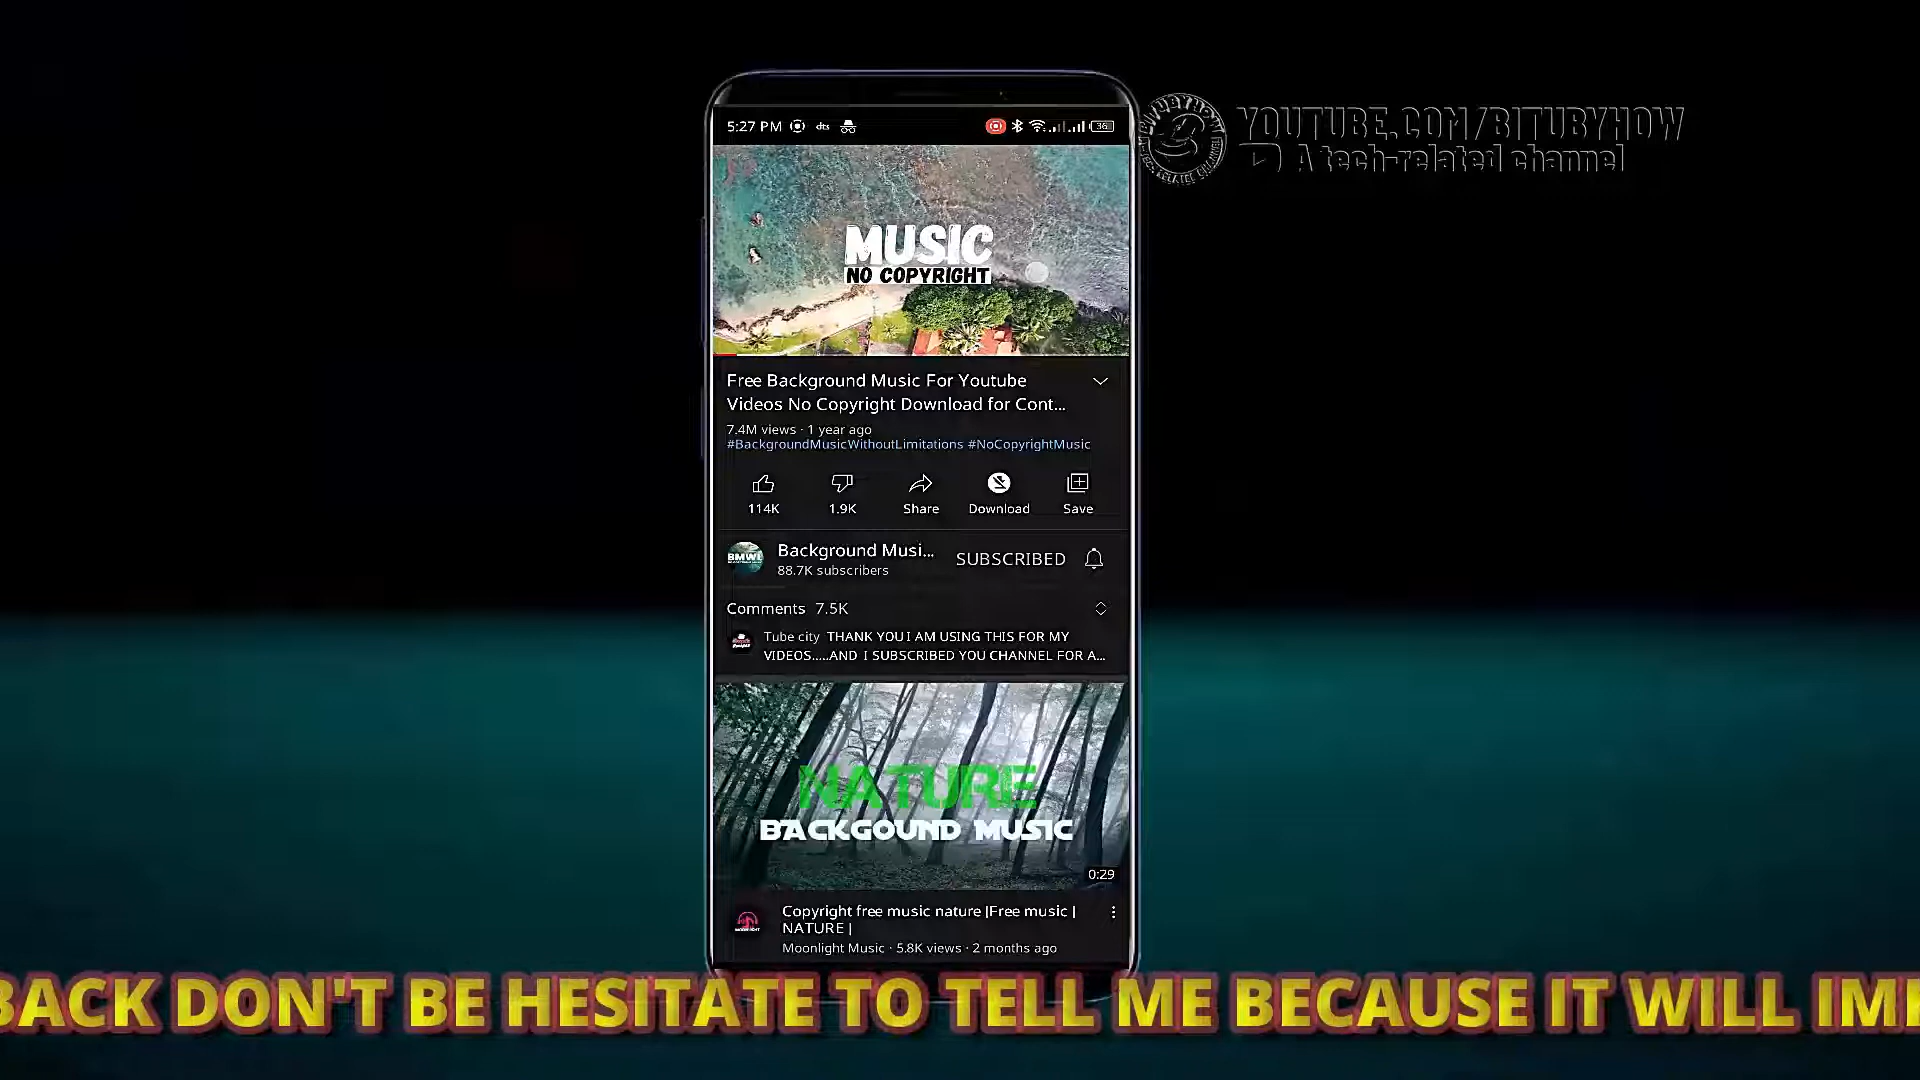 5:27 PM
dts
36
YOUTUBE.COM/BITUBYHOW
A tech-related channel
BITUBYHOW
MUSIC
NO COPYRIGHT
Free Background Music For Youtube
Videos No Copyright Download for Cont...
7.4M views · 1 year ago
#BackgroundMusicWithoutLimitations #NoCopyrightMusic
114K
1.9K
Share
Download
Save
BMWL
Background Musi...
88.7K subscribers
SUBSCRIBED
Comments 7.5K
Tube city THANK YOU I AM USING THIS FOR MY
VIDEOS.....AND I SUBSCRIBED YOU CHANNEL FOR A...
NATURE
BACKGOUND MUSIC
0:29
Copyright free music nature |Free music |
NATURE |
Moonlight Music · 5.8K views · 2 months ago
BACK DON'T BE HESITATE TO TELL ME BECAUSE IT WILL IM